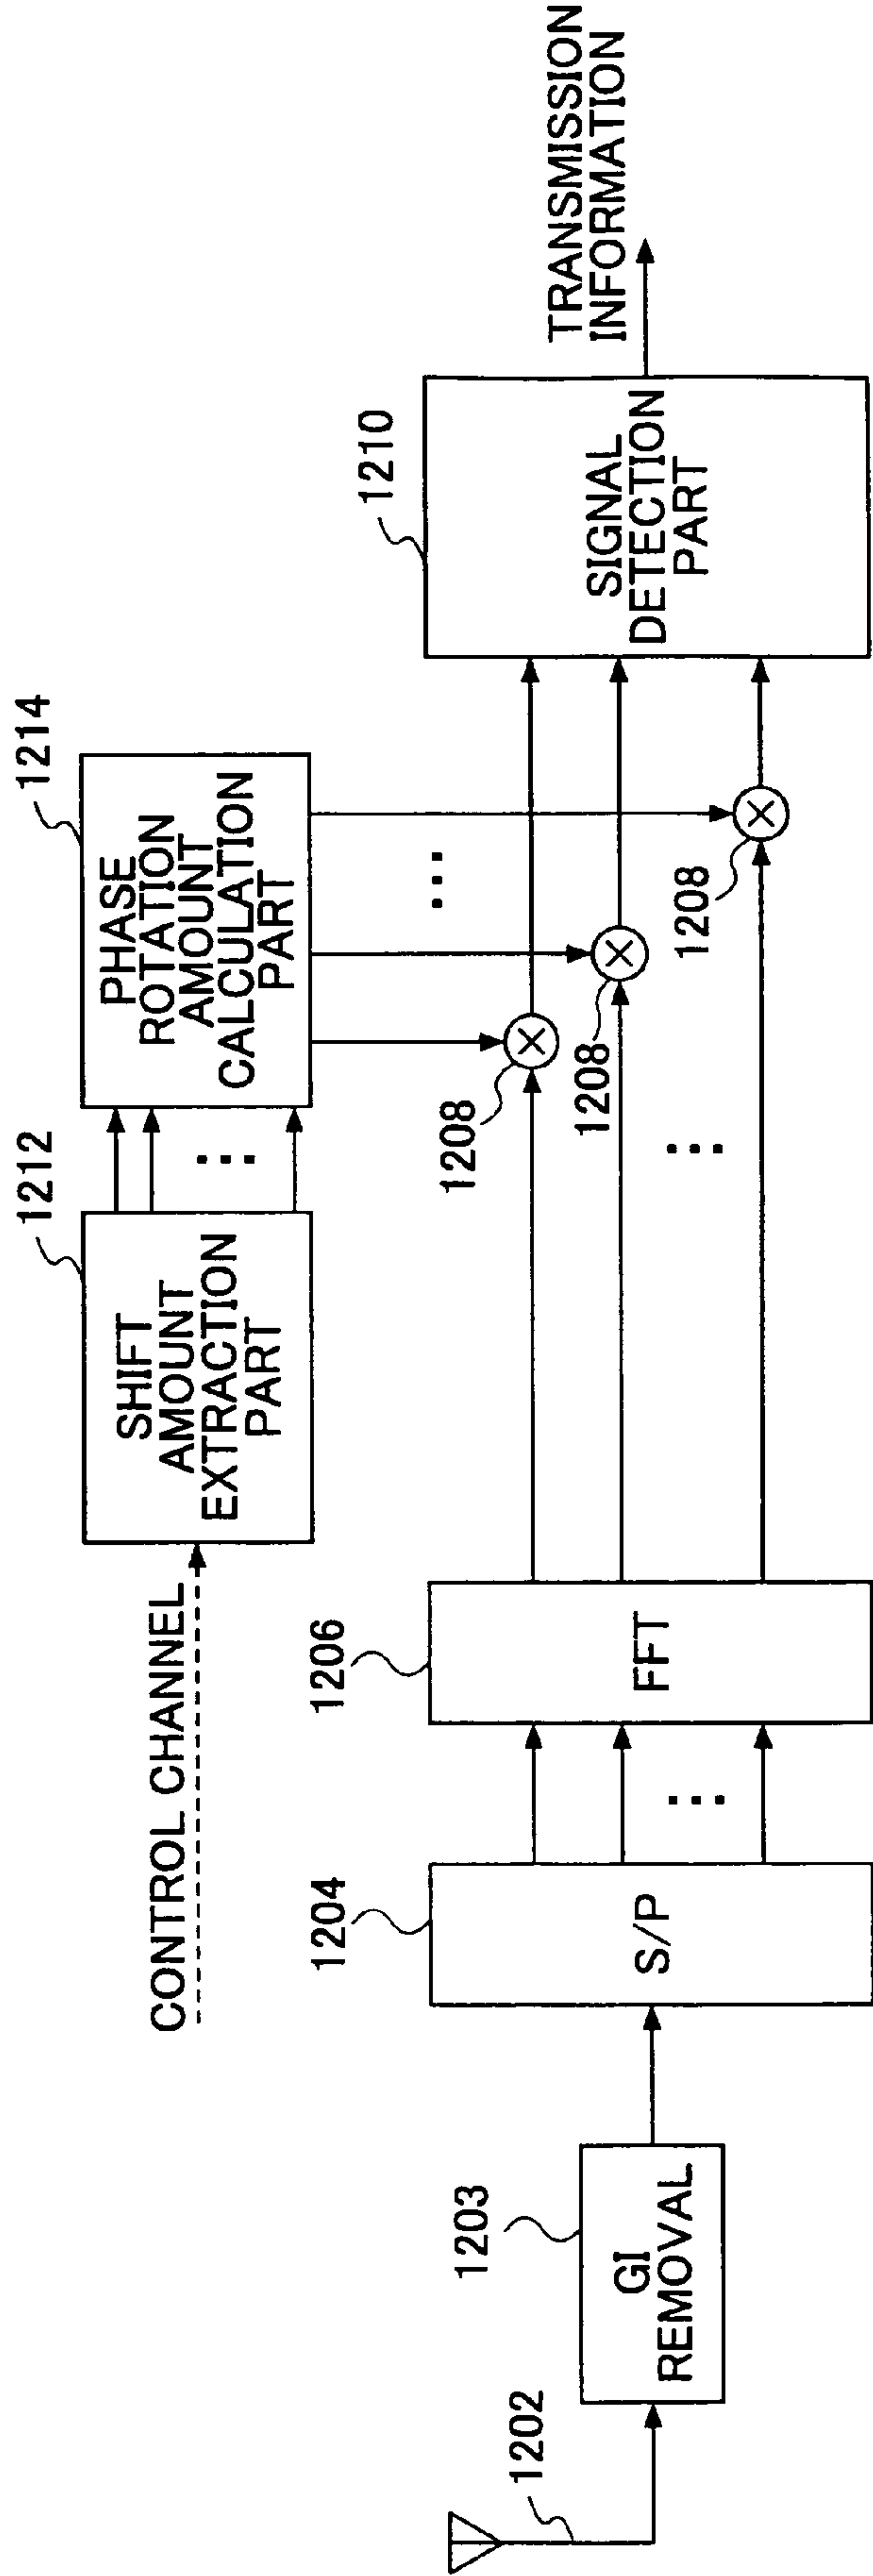 CONTROL CHANNEL
1212
SHIFT
AMOUNT
EXTRACTION
PART
1214
PHASE
ROTATION
AMOUNT
CALCULATION
PART
1202
1203
GI
REMOVAL
1204
S/P
1206
FFT
1208
1208
1208
1210
SIGNAL
DETECTION
PART
TRANSMISSION
INFORMATION